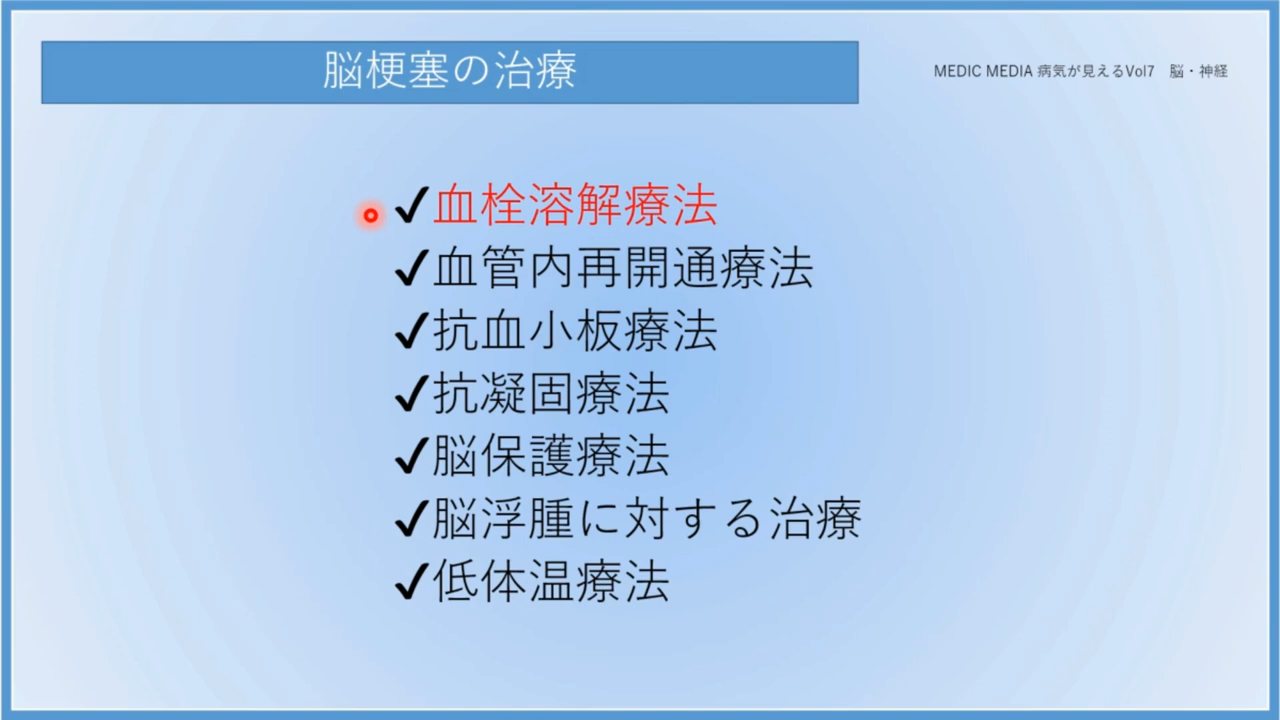 脳梗塞の治療
MEDIC MEDIA 病気が見えるVol7 脳・神経
✓血栓溶解療法
✓血管内再開通療法
✓抗血小板療法
✓抗凝固療法
✓脳保護療法
✓脳浮腫に対する治療
✓低体温療法